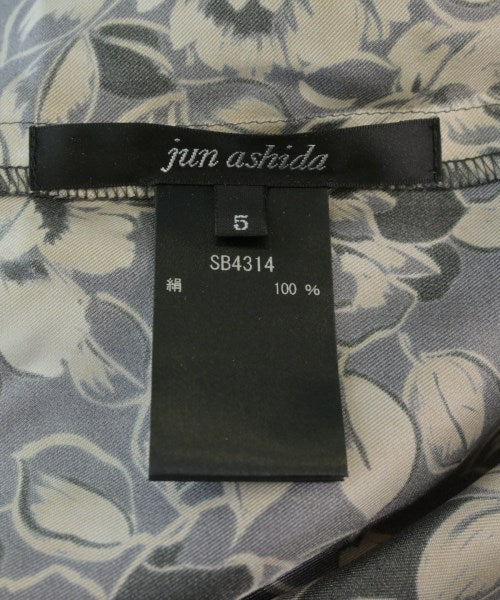 jun ashida
5
SB4314
絹 100 %